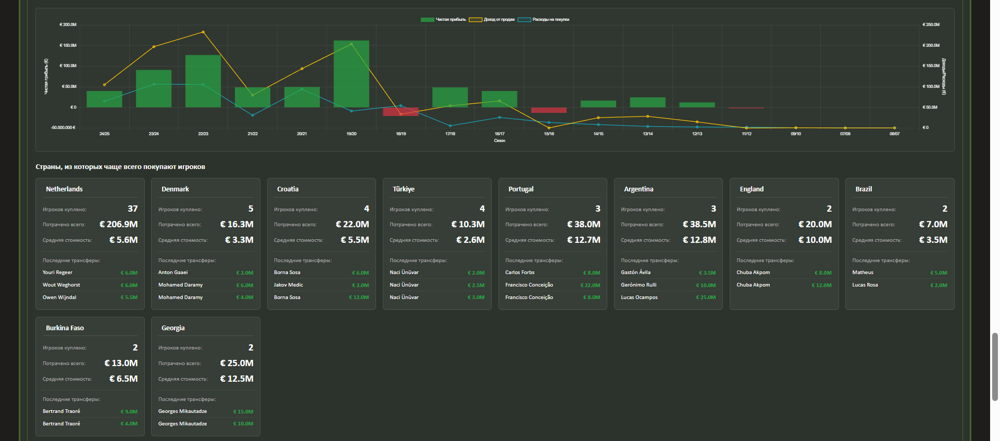 Чистая прибыль Доход от продаж Расходы на покупки
€ 200.0M
€ 150.0M
€ 100.0M
€ 50.0M
€ 0
-50.000.000 €
Чистая прибыль (€)
€ 250.0M
€ 200.0M
€ 150.0M
€ 100.0M
€ 50.0M
€ 0
Доходы/Расходы (€)
24/25 23/24 22/23 21/22 20/21 19/20 18/19 17/18 16/17 15/16 14/15 13/14 12/13 11/12 09/10 07/08 06/07
Сезон
Страны, из которых чаще всего покупают игроков
Netherlands
Игроков куплено: 37
Потрачено всего: € 206.9M
Средняя стоимость: € 5.6M
Последние трансферы:
Youri Regeer € 6.0M
Wout Weghorst € 6.0M
Owen Wijndal € 5.5M
Denmark
Игроков куплено: 5
Потрачено всего: € 16.3M
Средняя стоимость: € 3.3M
Последние трансферы:
Anton Gaaei € 2.0M
Mohamed Daramy € 6.0M
Mohamed Daramy € 4.0M
Croatia
Игроков куплено: 4
Потрачено всего: € 22.0M
Средняя стоимость: € 5.5M
Последние трансферы:
Borna Sosa € 6.0M
Jakov Medic € 2.0M
Borna Sosa € 12.0M
Türkiye
Игроков куплено: 4
Потрачено всего: € 10.3M
Средняя стоимость: € 2.6M
Последние трансферы:
Naci Ünüvar € 2.0M
Naci Ünüvar € 2.5M
Naci Ünüvar € 3.0M
Portugal
Игроков куплено: 3
Потрачено всего: € 38.0M
Средняя стоимость: € 12.7M
Последние трансферы:
Carlos Forbs € 8.0M
Francisco Conceição € 22.0M
Francisco Conceição € 8.0M
Argentina
Игроков куплено: 3
Потрачено всего: € 38.5M
Средняя стоимость: € 12.8M
Последние трансферы:
Gastón Ávila € 3.5M
Gerónimo Rulli € 10.0M
Lucas Ocampos € 25.0M
England
Игроков куплено: 2
Потрачено всего: € 20.0M
Средняя стоимость: € 10.0M
Последние трансферы:
Chuba Akpom € 8.0M
Chuba Akpom € 12.0M
Brazil
Игроков куплено: 2
Потрачено всего: € 7.0M
Средняя стоимость: € 3.5M
Последние трансферы:
Matheus € 5.0M
Lucas Rosa € 2.0M
Burkina Faso
Игроков куплено: 2
Потрачено всего: € 13.0M
Средняя стоимость: € 6.5M
Последние трансферы:
Bertrand Traoré € 9.0M
Bertrand Traoré € 4.0M
Georgia
Игроков куплено: 2
Потрачено всего: € 25.0M
Средняя стоимость: € 12.5M
Последние трансферы:
Georges Mikautadze € 15.0M
Georges Mikautadze € 10.0M